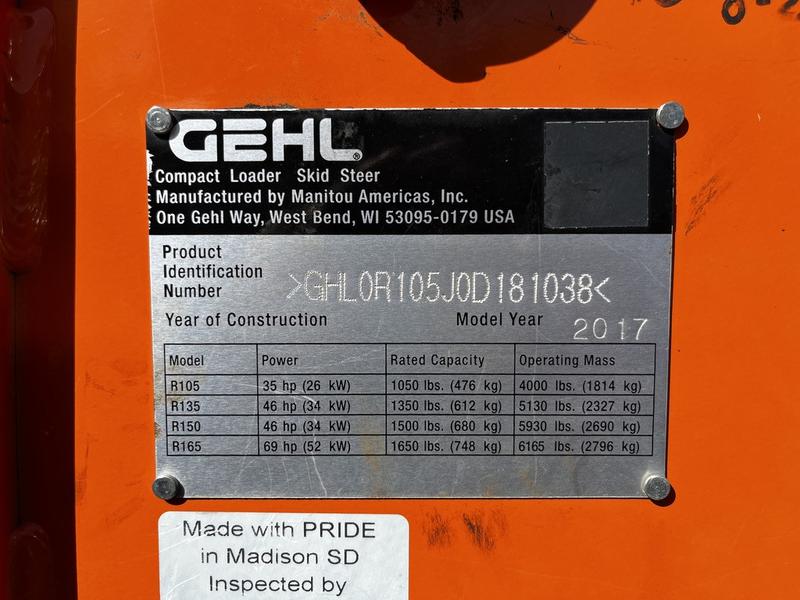 GEHL®
Compact Loader Skid Steer
Manufactured by Manitou Americas, Inc.
One Gehl Way, West Bend, WI 53095-0179 USA
Product
Identification
Number >GHL0R105J0D181038<
Year of Construction Model Year 2017
Model Power Rated Capacity Operating Mass
R105 35 hp (26 kW) 1050 lbs. (476 kg) 4000 lbs. (1814 kg)
R135 46 hp (34 kW) 1350 lbs. (612 kg) 5130 lbs. (2327 kg)
R150 46 hp (34 kW) 1500 lbs. (680 kg) 5930 lbs. (2690 kg)
R165 69 hp (52 kW) 1650 lbs. (748 kg) 6165 lbs. (2796 kg)
Made with PRIDE
in Madison SD
Inspected by